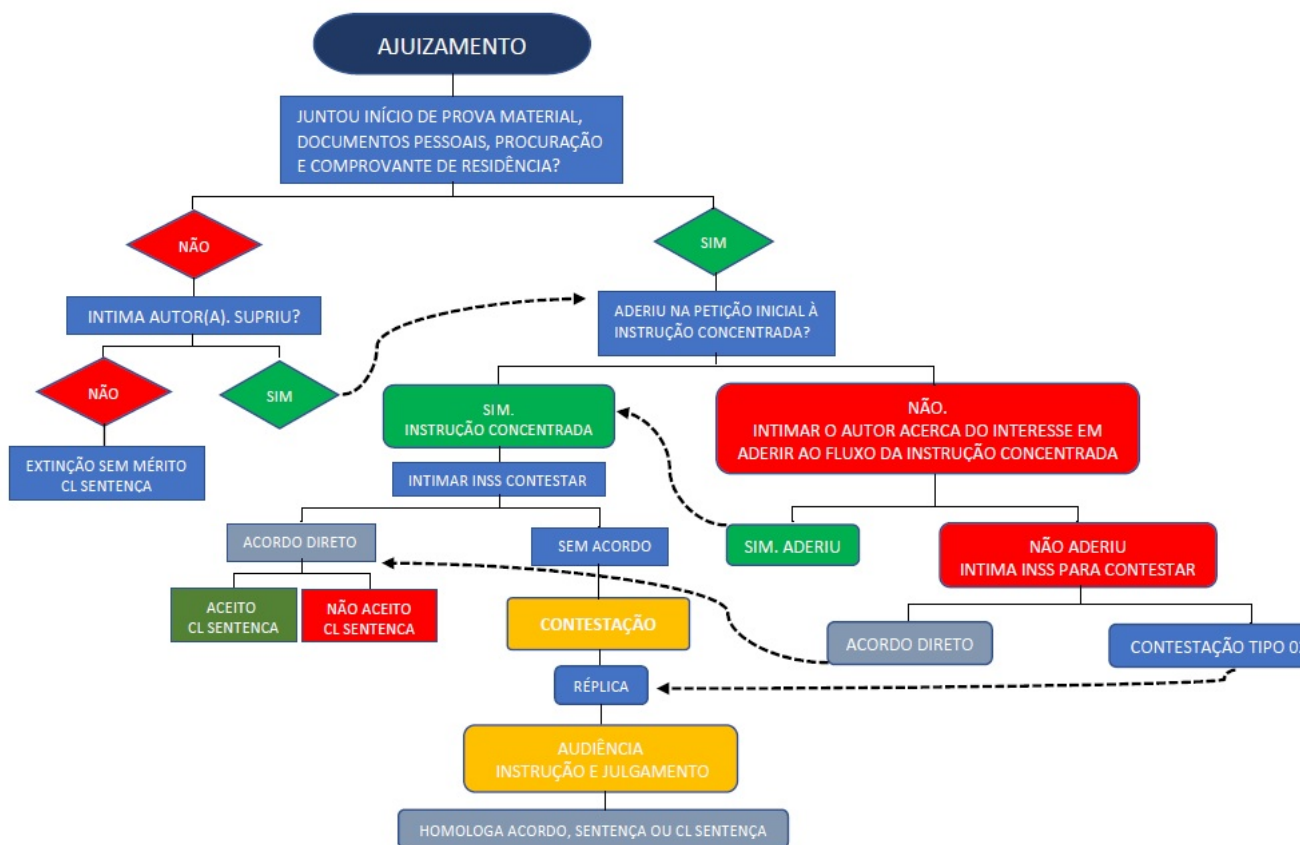 AJUIZAMENTO
JUNTOU INÍCIO DE PROVA MATERIAL,
DOCUMENTOS PESSOAIS, PROCURAÇÃO
E COMPROVANTE DE RESIDÊNCIA?
NÃO
SIM
INTIMA AUTOR(A). SUPRIU?
ADERIU NA PETIÇÃO INICIAL À
INSTRUÇÃO CONCENTRADA?
NÃO
SIM
SIM.
INSTRUÇÃO CONCENTRADA
NÃO.
INTIMAR O AUTOR ACERCA DO INTERESSE EM
ADERIR AO FLUXO DA INSTRUÇÃO CONCENTRADA
EXTINÇÃO SEM MÉRITO
CL SENTENÇA
INTIMAR INSS CONTESTAR
ACORDO DIRETO
SEM ACORDO
SIM. ADERIU
NÃO ADERIU
INTIMA INSS PARA CONTESTAR
ACEITO
CL SENTENCA
NÃO ACEITO
CL SENTENCA
CONTESTAÇÃO
ACORDO DIRETO
CONTESTAÇÃO TIPO
RÉPLICA
AUDIÊNCIA
INSTRUÇÃO E JULGAMENTO
HOMOLOGA ACORDO, SENTENÇA OU CL SENTENÇA